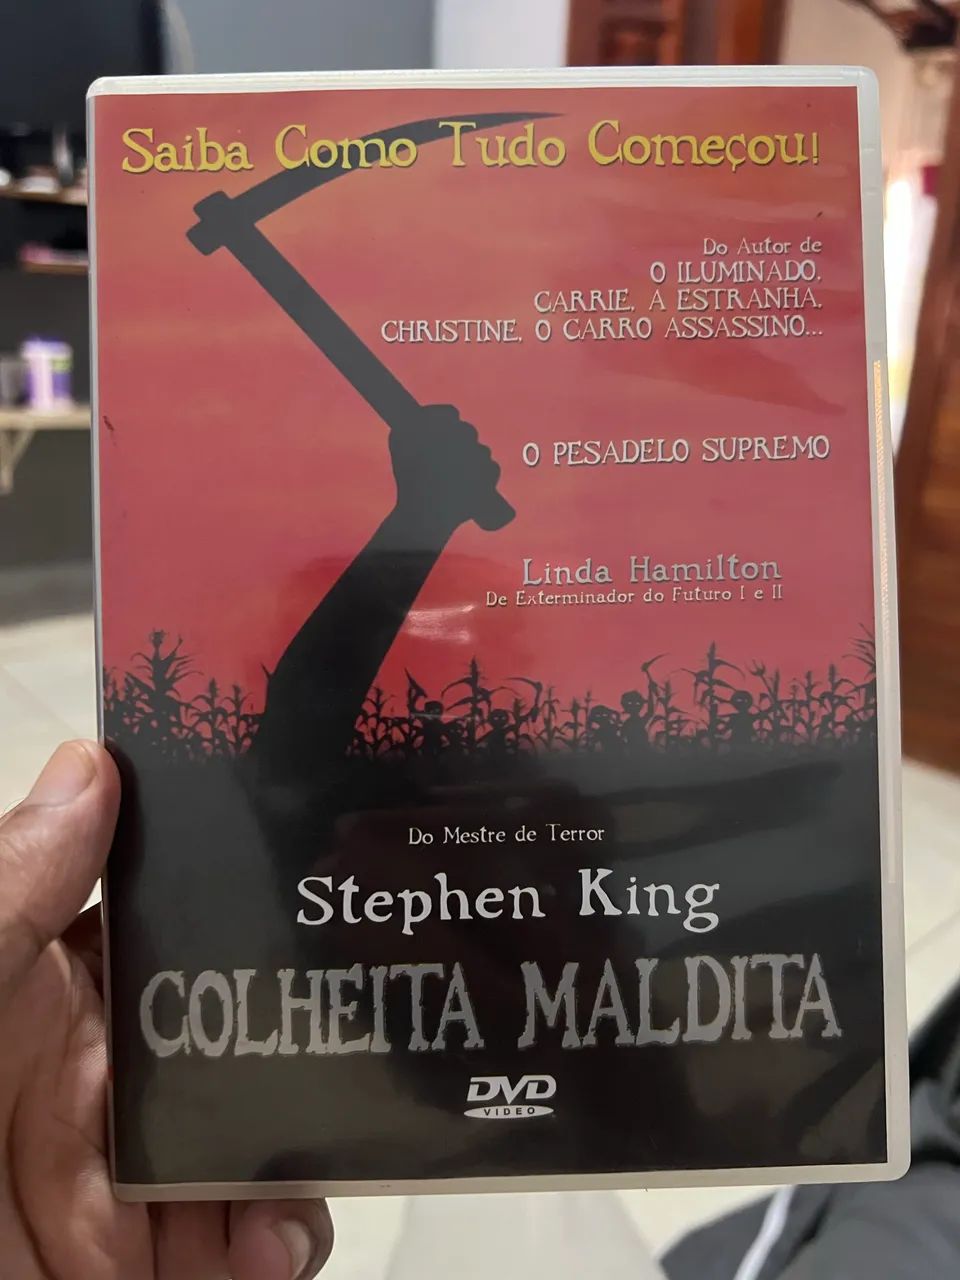 Saiba Como Tudo Começou!
Do Autor de
O ILUMINADO,
CARRIE, A ESTRANHA,
CHRISTINE, O CARRO ASSASSINO...
O PESADELO SUPREMO
Linda Hamilton
De Exterminador do Futuro I e II
Do Mestre de Terror
Stephen King
COLHEITA MALDITA
DVD
VIDEO